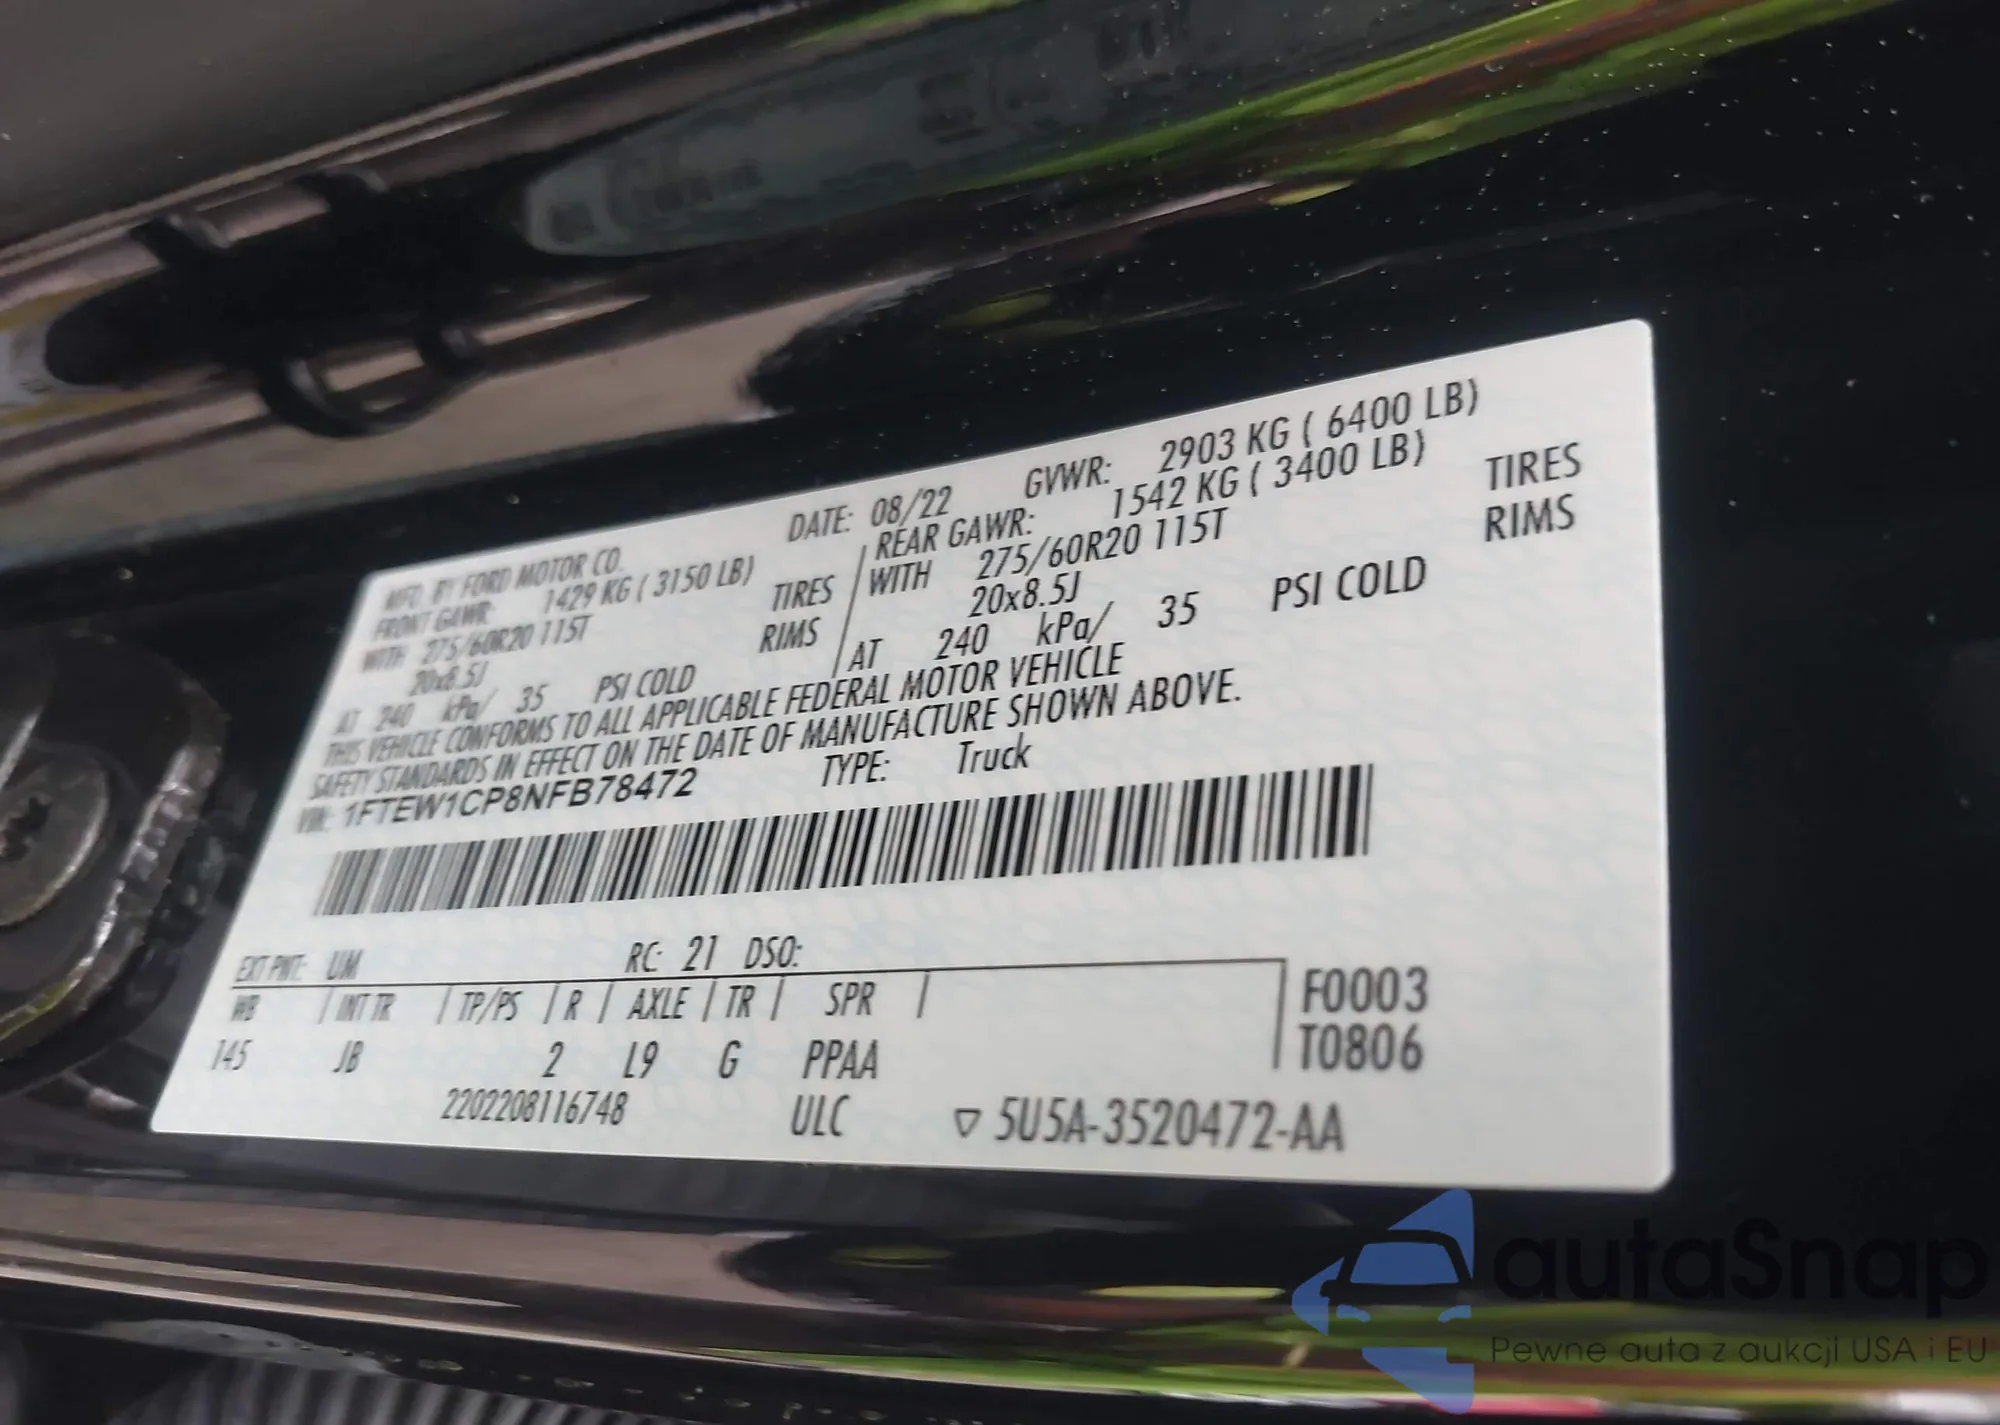 MFD. BY FORD MOTOR CO. DATE: 08/22 GVWR: 2903 KG ( 6400 LB)
FRONT GAWR: 1429 KG ( 3150 LB) REAR GAWR: 1542 KG ( 3400 LB)
WITH 275/60R20 115T TIRES WITH 275/60R20 115T TIRES
20x8.5J RIMS 20x8.5J RIMS
AT 240 kPa/ 35 PSI COLD AT 240 kPa/ 35 PSI COLD
THIS VEHICLE CONFORMS TO ALL APPLICABLE FEDERAL MOTOR VEHICLE
SAFETY STANDARDS IN EFFECT ON THE DATE OF MANUFACTURE SHOWN ABOVE.
VIN: 1FTEW1CP8NFB78472 TYPE: Truck
EXT PNT: UM RC: 21 DSO:
WB | INT TR | TP/PS | R | AXLE | TR | SPR | F0003
T0806
145 JB 2 L9 G PPAA
2202208116748 ULC ▽ 5U5A-3520472-AA
autaSnap
Pewne auta z aukcji USA i EU